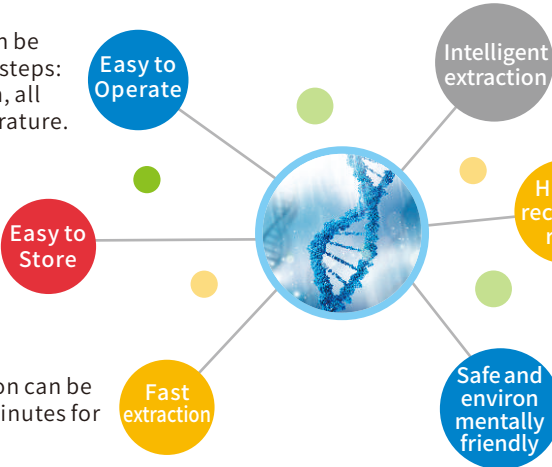 n be
steps:
, all
rature.
Easy to
Operate
Intelligent
extraction
Easy to
Store
H
rec
r
on can be
inutes for
Fast
extraction
Safe and
environ
mentally
friendly